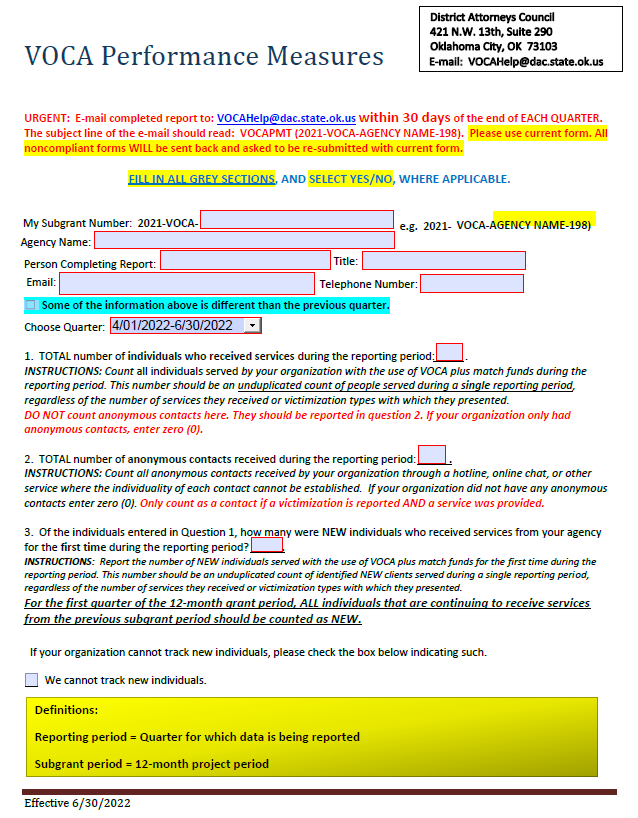 District Attorneys Council
421 N.W. 13th, Suite 290
Oklahoma City, OK  73103
E-mail:  VOCAHelp@dac.state.ok.us
VOCA Performance Measures
URGENT:  E-mail completed report to: VOCAHelp@dac.state.ok.us within 30 days of the end of EACH QUARTER.
The subject line of the e-mail should read:  VOCAPMT (2021-VOCA-AGENCY NAME-198).  Please use current form. All
noncompliant forms WILL be sent back and asked to be re-submitted with current form.
FILL IN ALL GREY SECTIONS, AND SELECT YES/NO, WHERE APPLICABLE.
My Subgrant Number:  2021-VOCA- e.g.  2021-  VOCA-AGENCY NAME-198)
Agency Name:
Person Completing Report: Title:
Email: Telephone Number:
Some of the information above is different than the previous quarter.
Choose Quarter: 4/01/2022-6/30/2022
1.  TOTAL number of individuals who received services during the reporting period: .
INSTRUCTIONS: Count all individuals served by your organization with the use of VOCA plus match funds during the
reporting period. This number should be an unduplicated count of people served during a single reporting period,
regardless of the number of services they received or victimization types with which they presented.
DO NOT count anonymous contacts here. They should be reported in question 2. If your organization only had
anonymous contacts, enter zero (0).
2.  TOTAL number of anonymous contacts received during the reporting period: .
INSTRUCTIONS: Count all anonymous contacts received by your organization through a hotline, online chat, or other
service where the individuality of each contact cannot be established.  If your organization did not have any anonymous
contacts enter zero (0). Only count as a contact if a victimization is reported AND a service was provided.
3.  Of the individuals entered in Question 1, how many were NEW individuals who received services from your agency
for the first time during the reporting period? .
INSTRUCTIONS:  Report the number of NEW individuals served with the use of VOCA plus match funds for the first time during the
reporting period. This number should be an unduplicated count of identified NEW clients served during a single reporting period,
regardless of the number of services they received or victimization types with which they presented.
For the first quarter of the 12-month grant period, ALL individuals that are continuing to receive services
from the previous subgrant period should be counted as NEW.
If your organization cannot track new individuals, please check the box below indicating such.
We cannot track new individuals.
Definitions:
Reporting period = Quarter for which data is being reported
Subgrant period = 12-month project period
Effective 6/30/2022